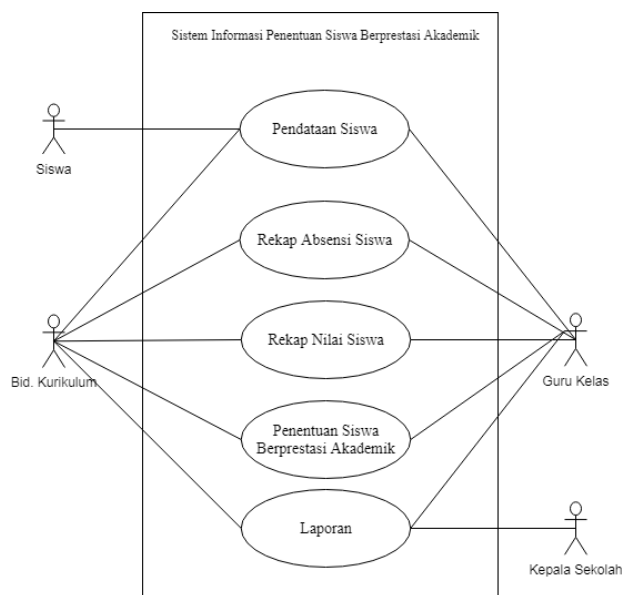 Sistem Informasi Penentuan Siswa Berprestasi Akademik
Pendataan Siswa
Siswa
Rekap Absensi Siswa
Rekap Nilai Siswa
Bid. Kurikulum
Guru Kelas
Penentuan Siswa
Berprestasi Akademik
Laporan
Kepala Sekolah